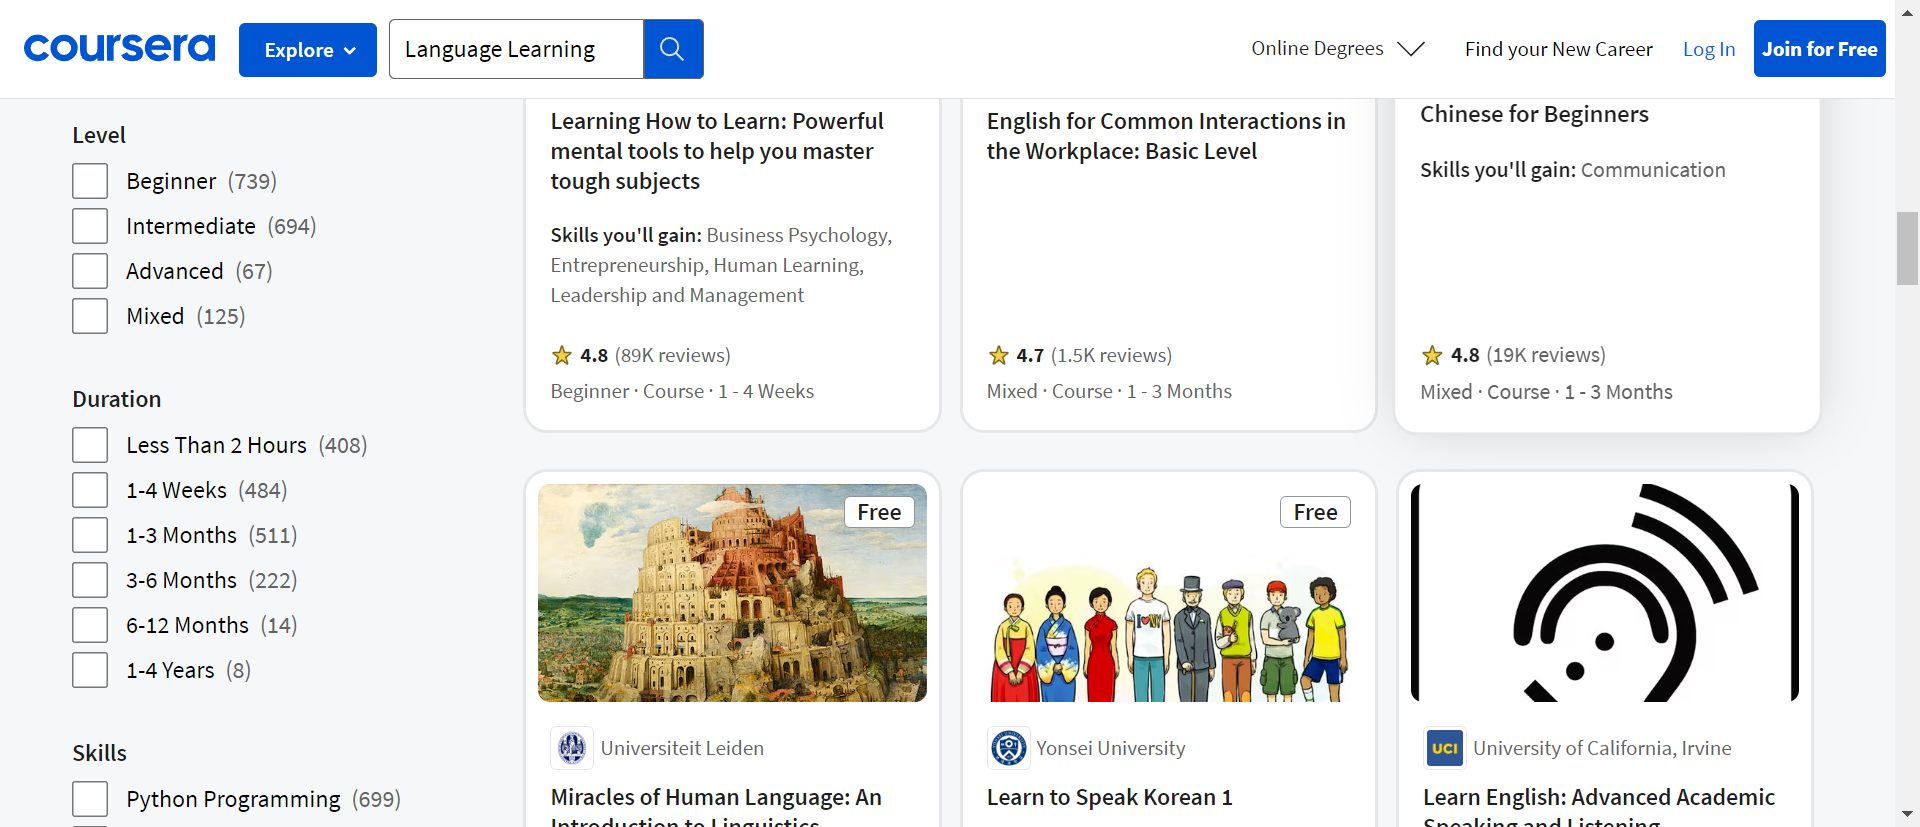 coursera
Explore
Language Learning
Online Degrees
Find your New Career
Log In
Join for Free
Level
Beginner (739)
Intermediate (694)
Advanced (67)
Mixed (125)
Duration
Less Than 2 Hours (408)
1-4 Weeks (484)
1-3 Months (511)
3-6 Months (222)
6-12 Months (14)
1-4 Years (8)
Skills
Python Programming (699)
Learning How to Learn: Powerful
mental tools to help you master
tough subjects
Skills you'll gain: Business Psychology,
Entrepreneurship, Human Learning,
Leadership and Management
4.8 (89K reviews)
Beginner · Course · 1 - 4 Weeks
English for Common Interactions in
the Workplace: Basic Level
4.7 (1.5K reviews)
Mixed · Course · 1 - 3 Months
Chinese for Beginners
Skills you'll gain: Communication
4.8 (19K reviews)
Mixed · Course · 1 - 3 Months
Free
Universiteit Leiden
Miracles of Human Language: An
Introduction to Linguistics
Free
I NY
Yonsei University
Learn to Speak Korean 1
UCI
University of California, Irvine
Learn English: Advanced Academic
Speaking and Listening